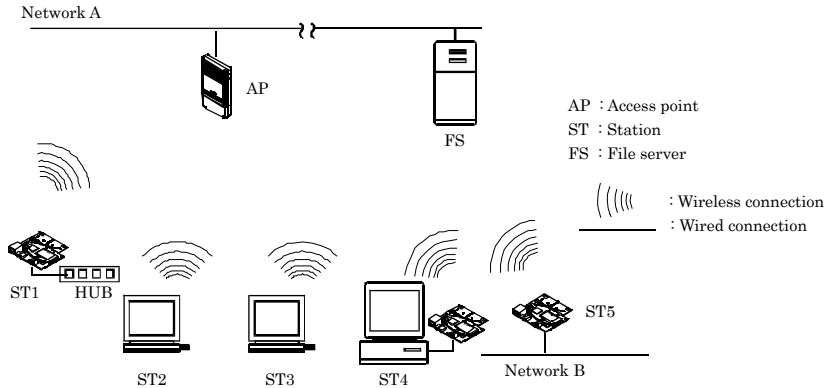 Network A
AP
FS
AP : Access point
ST : Station
FS : File server
: Wireless connection
: Wired connection
ST1
HUB
ST2
ST3
ST4
ST5
Network B